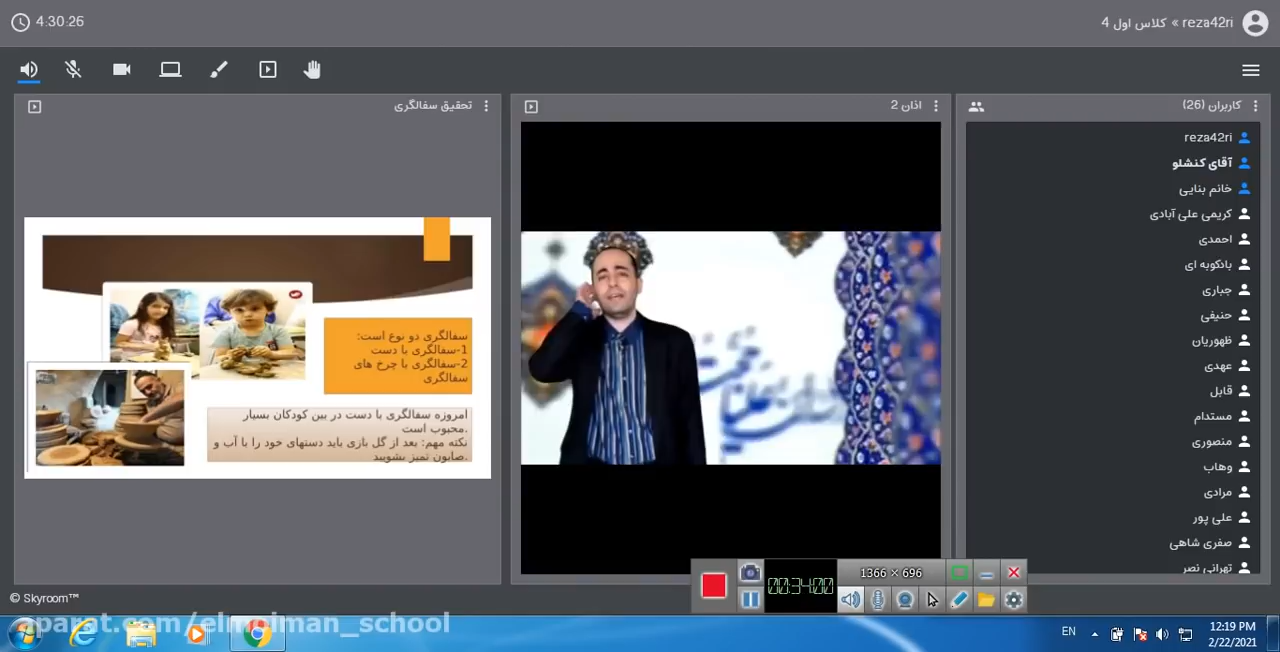 4:30:26
reza42ri » کلاس اول 4
تحقیق سفالگری
سفالگری دو نوع است:
1-سفالگری با دست
2-سفالگری با چرخ های
سفالگری
امروزه سفالگری با دست در بین کودکان بسیار
.محبوب است
نکته مهم: بعد از گل بازی باید دستهای خود را با آب و
.صابون تمیز بشویید
اذان 2
کاربران (26)
reza42ri
آقای کنشلو
خانم بنایی
کریمی علی آبادی
احمدی
بادکوبه ای
جباری
حنیفی
ظهوریان
عهدی
قابل
مستدام
منصوری
وهاب
مرادی
علی پور
صفری شاهی
تهرانی نصر
00:34:00
1366 × 696
© Skyroom™
aparat.com/elmoiman_school
EN
12:19 PM
2/22/2021